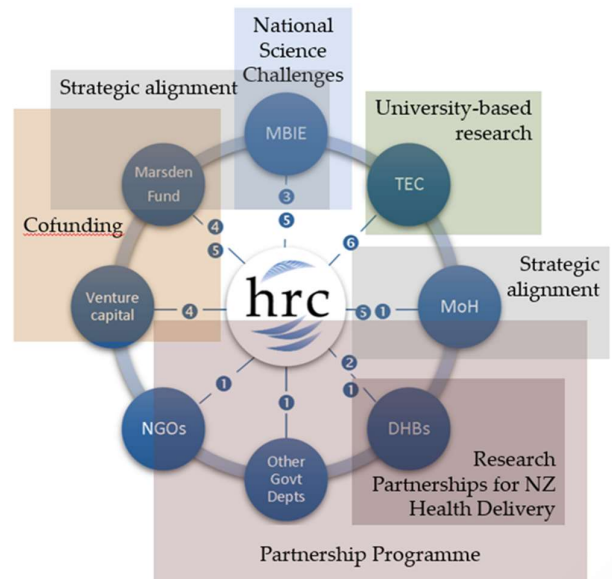 National
Science
Challenges
Strategic alignment
MBIE
University-based
research
Marsden
Fund
TEC
3
5
4
5
6
Cofunding
hrc
Strategic
alignment
Venture
capital
4
5 1
MoH
2
1
1
1
NGOs
Other
Govt
Depts
DHBs
Research
Partnerships for NZ
Health Delivery
Partnership Programme